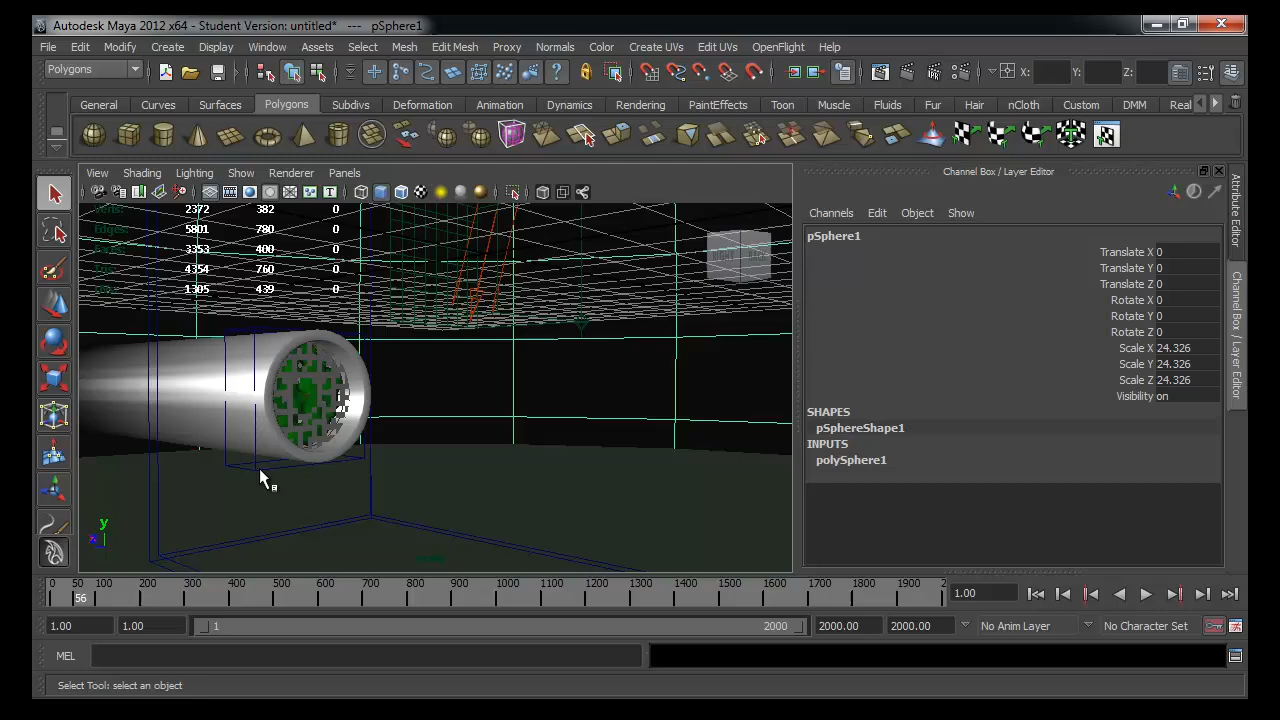 Autodesk Maya 2012 x64 - Student Version: untitled* --- pSphere1
File Edit Modify Create Display Window Assets Select Mesh Edit Mesh Proxy Normals Color Create UVs Edit UVs OpenFlight Help
Polygons X: Y: Z:
General Curves Surfaces Polygons Subdivs Deformation Animation Dynamics Rendering PaintEffects Toon Muscle Fluids Fur Hair nCloth Custom DMM Real
View Shading Lighting Show Renderer Panels
Channel Box / Layer Editor
Channels Edit Object Show
Attribute Editor
Channel Box / Layer Editor
Verts: 2372 382 0
Edges: 5801 780 0
Faces: 3353 400 0
Tris: 4354 760 0
1305 439 0
pSphere1
Translate X 0
Translate Y 0
Translate Z 0
Rotate X 0
Rotate Y 0
Rotate Z 0
Scale X 24.326
Scale Y 24.326
Scale Z 24.326
Visibility on
SHAPES
pSphereShape1
INPUTS
polySphere1
RIGHT BACK
y
z
0 50 100 200 300 400 500 600 700 800 900 1000 1100 1200 1300 1400 1500 1600 1700 1800 1900 2
56
1.00
1.00 1.00 1 2000 2000.00 2000.00 No Anim Layer No Character Set
MEL
Select Tool: select an object